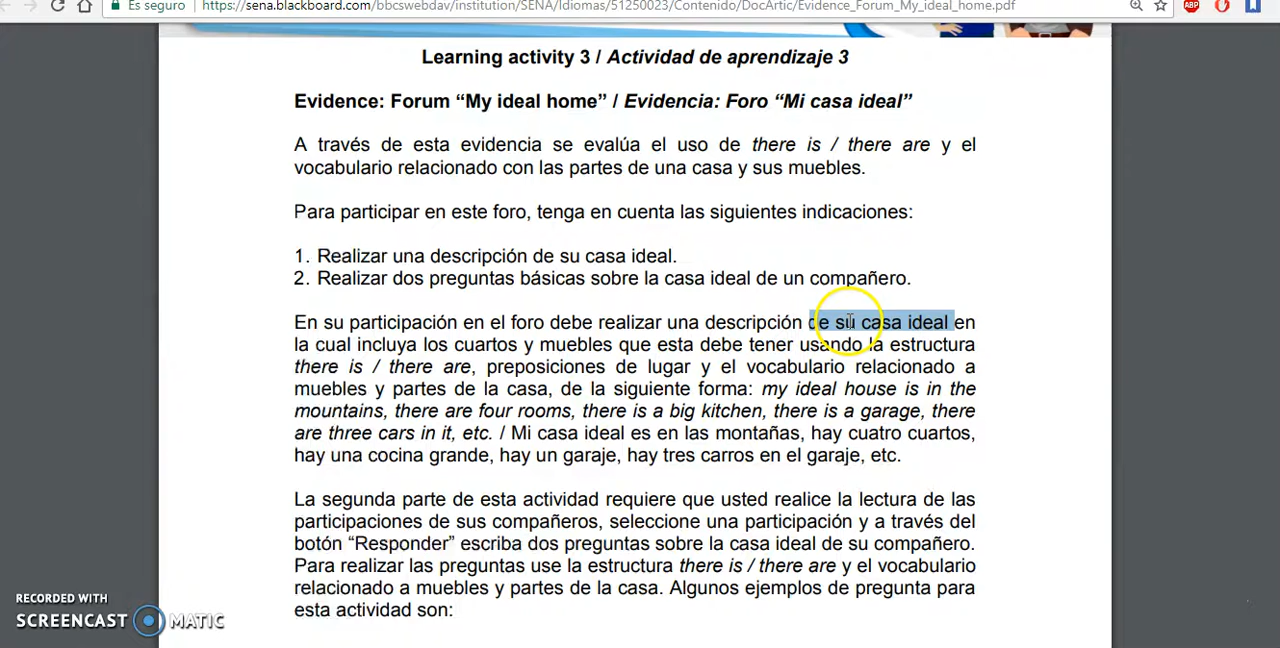 Es seguro
https://sena.blackboard.com/bbcswebdav/institution/SENA/Idiomas/51250023/Contenido/DocArtic/Evidence_Forum_My_ideal_home.pdf
ABP
Learning activity 3 / Actividad de aprendizaje 3
Evidence: Forum “My ideal home” / Evidencia: Foro “Mi casa ideal”
A través de esta evidencia se evalúa el uso de there is / there are y el
vocabulario relacionado con las partes de una casa y sus muebles.
Para participar en este foro, tenga en cuenta las siguientes indicaciones:
1. Realizar una descripción de su casa ideal.
2. Realizar dos preguntas básicas sobre la casa ideal de un compañero.
En su participación en el foro debe realizar una descripción de su casa ideal en
la cual incluya los cuartos y muebles que esta debe tener usando la estructura
there is / there are, preposiciones de lugar y el vocabulario relacionado a
muebles y partes de la casa, de la siguiente forma: my ideal house is in the
mountains, there are four rooms, there is a big kitchen, there is a garage, there
are three cars in it, etc. / Mi casa ideal es en las montañas, hay cuatro cuartos,
hay una cocina grande, hay un garaje, hay tres carros en el garaje, etc.
La segunda parte de esta actividad requiere que usted realice la lectura de las
participaciones de sus compañeros, seleccione una participación y a través del
botón “Responder” escriba dos preguntas sobre la casa ideal de su compañero.
Para realizar las preguntas use la estructura there is / there are y el vocabulario
relacionado a muebles y partes de la casa. Algunos ejemplos de pregunta para
esta actividad son:
RECORDED WITH
SCREENCAST MATIC